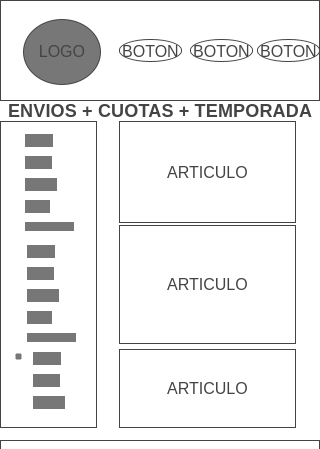 LOGO BOTON BOTON BOTON
ENVIOS + CUOTAS + TEMPORADA
ARTICULO
ARTICULO
ARTICULO